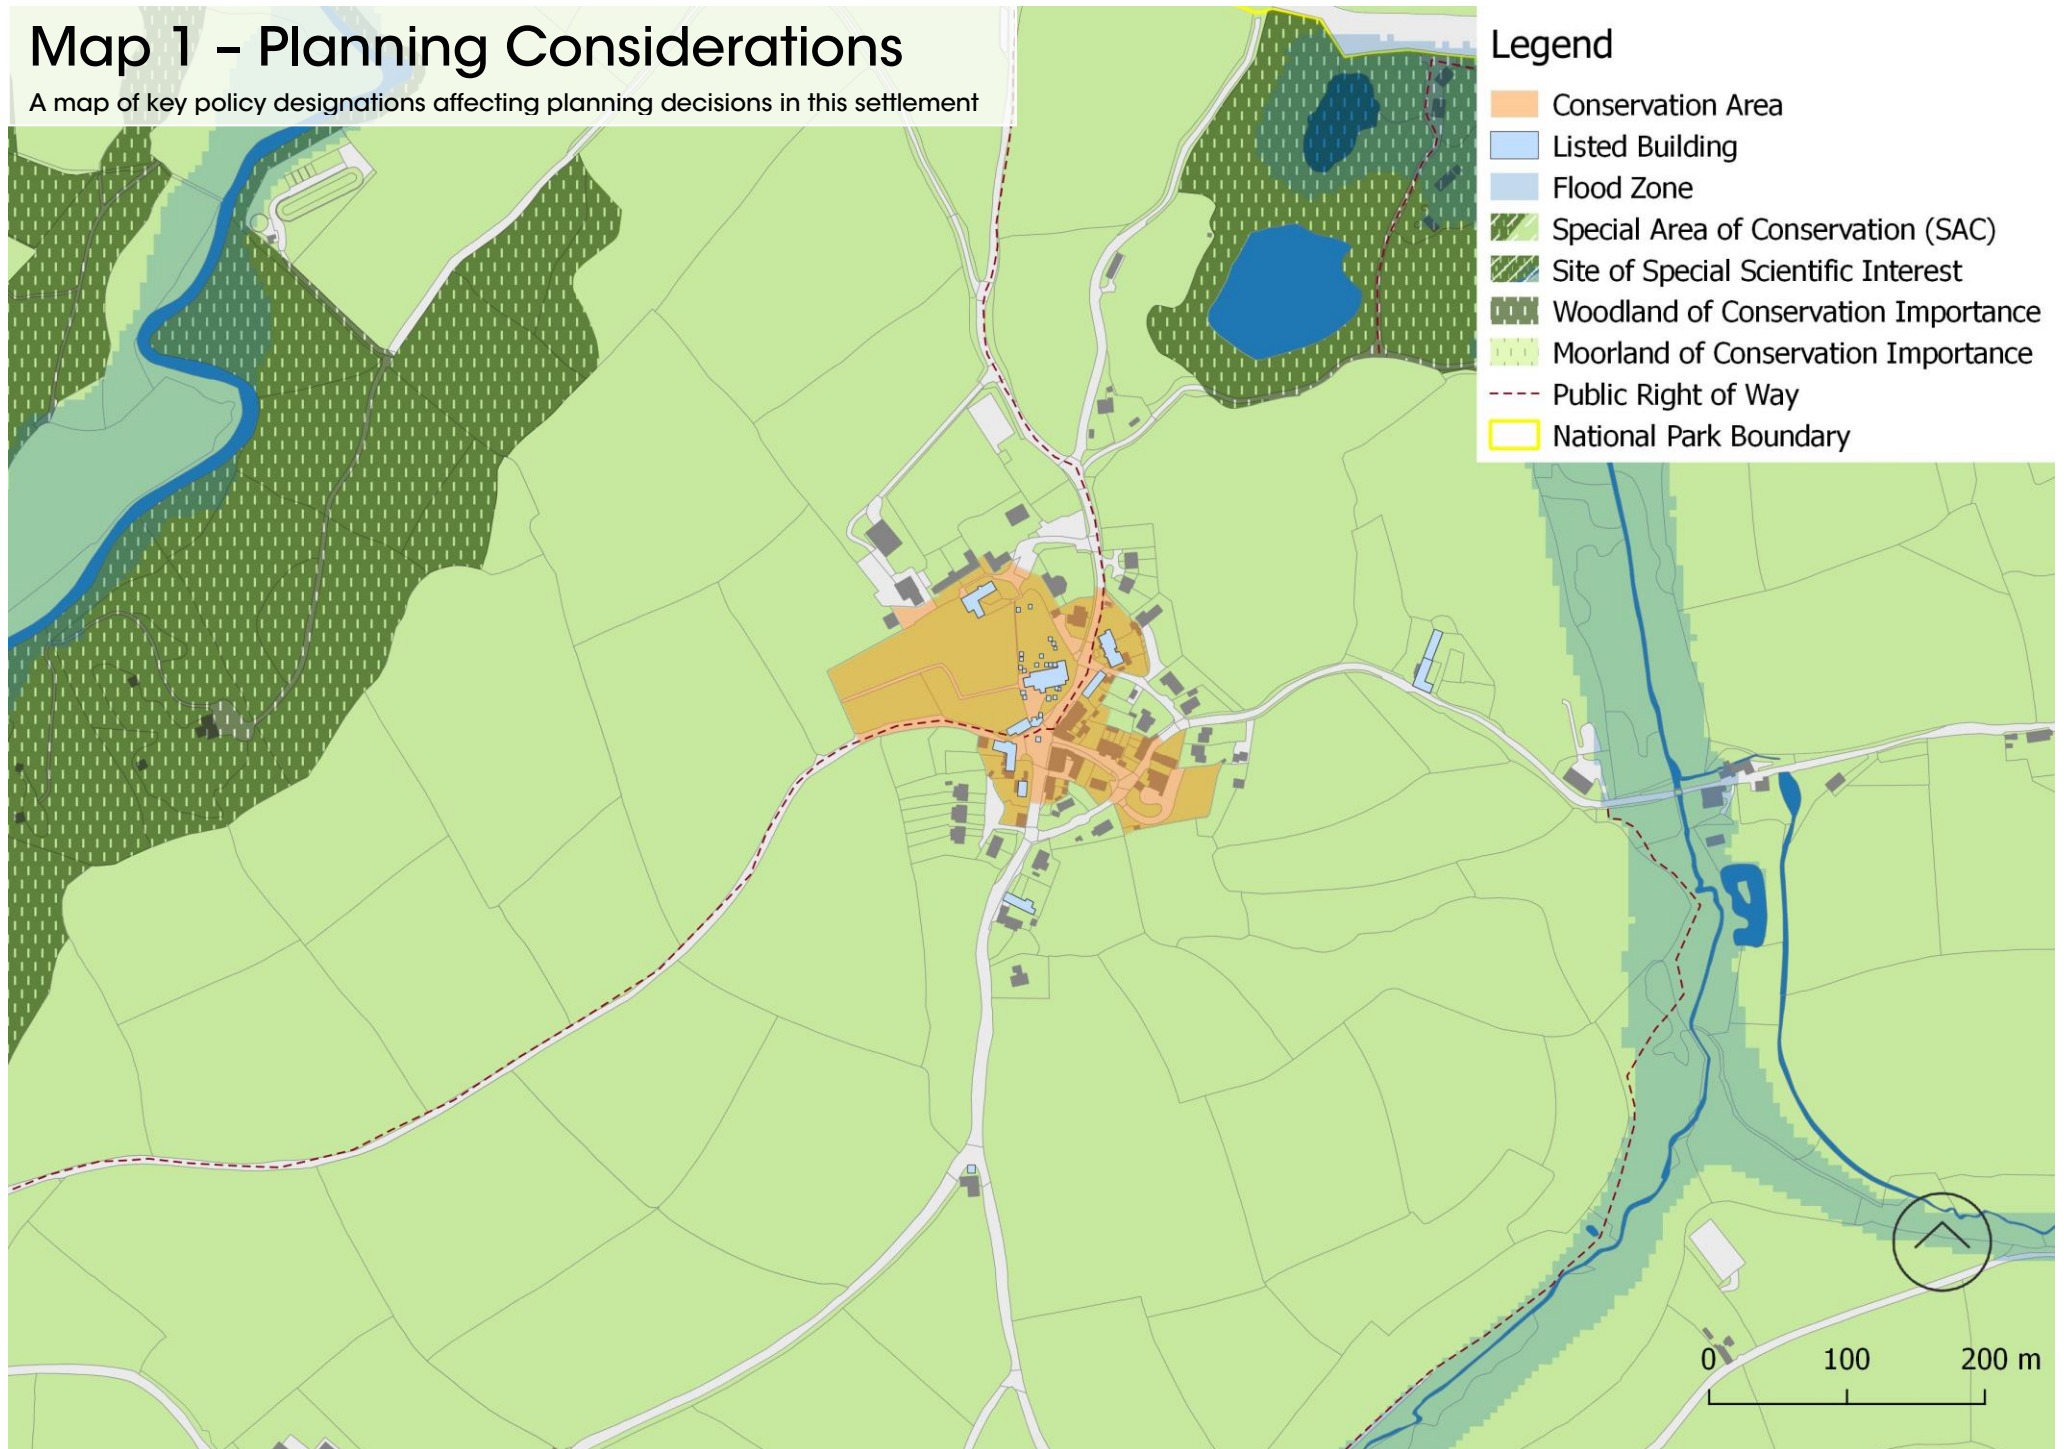 Map 1 – Planning Considerations
A map of key policy designations affecting planning decisions in this settlement
Legend
Conservation Area
Listed Building
Flood Zone
Special Area of Conservation (SAC)
Site of Special Scientific Interest
Woodland of Conservation Importance
Moorland of Conservation Importance
Public Right of Way
National Park Boundary
0 100 200 m